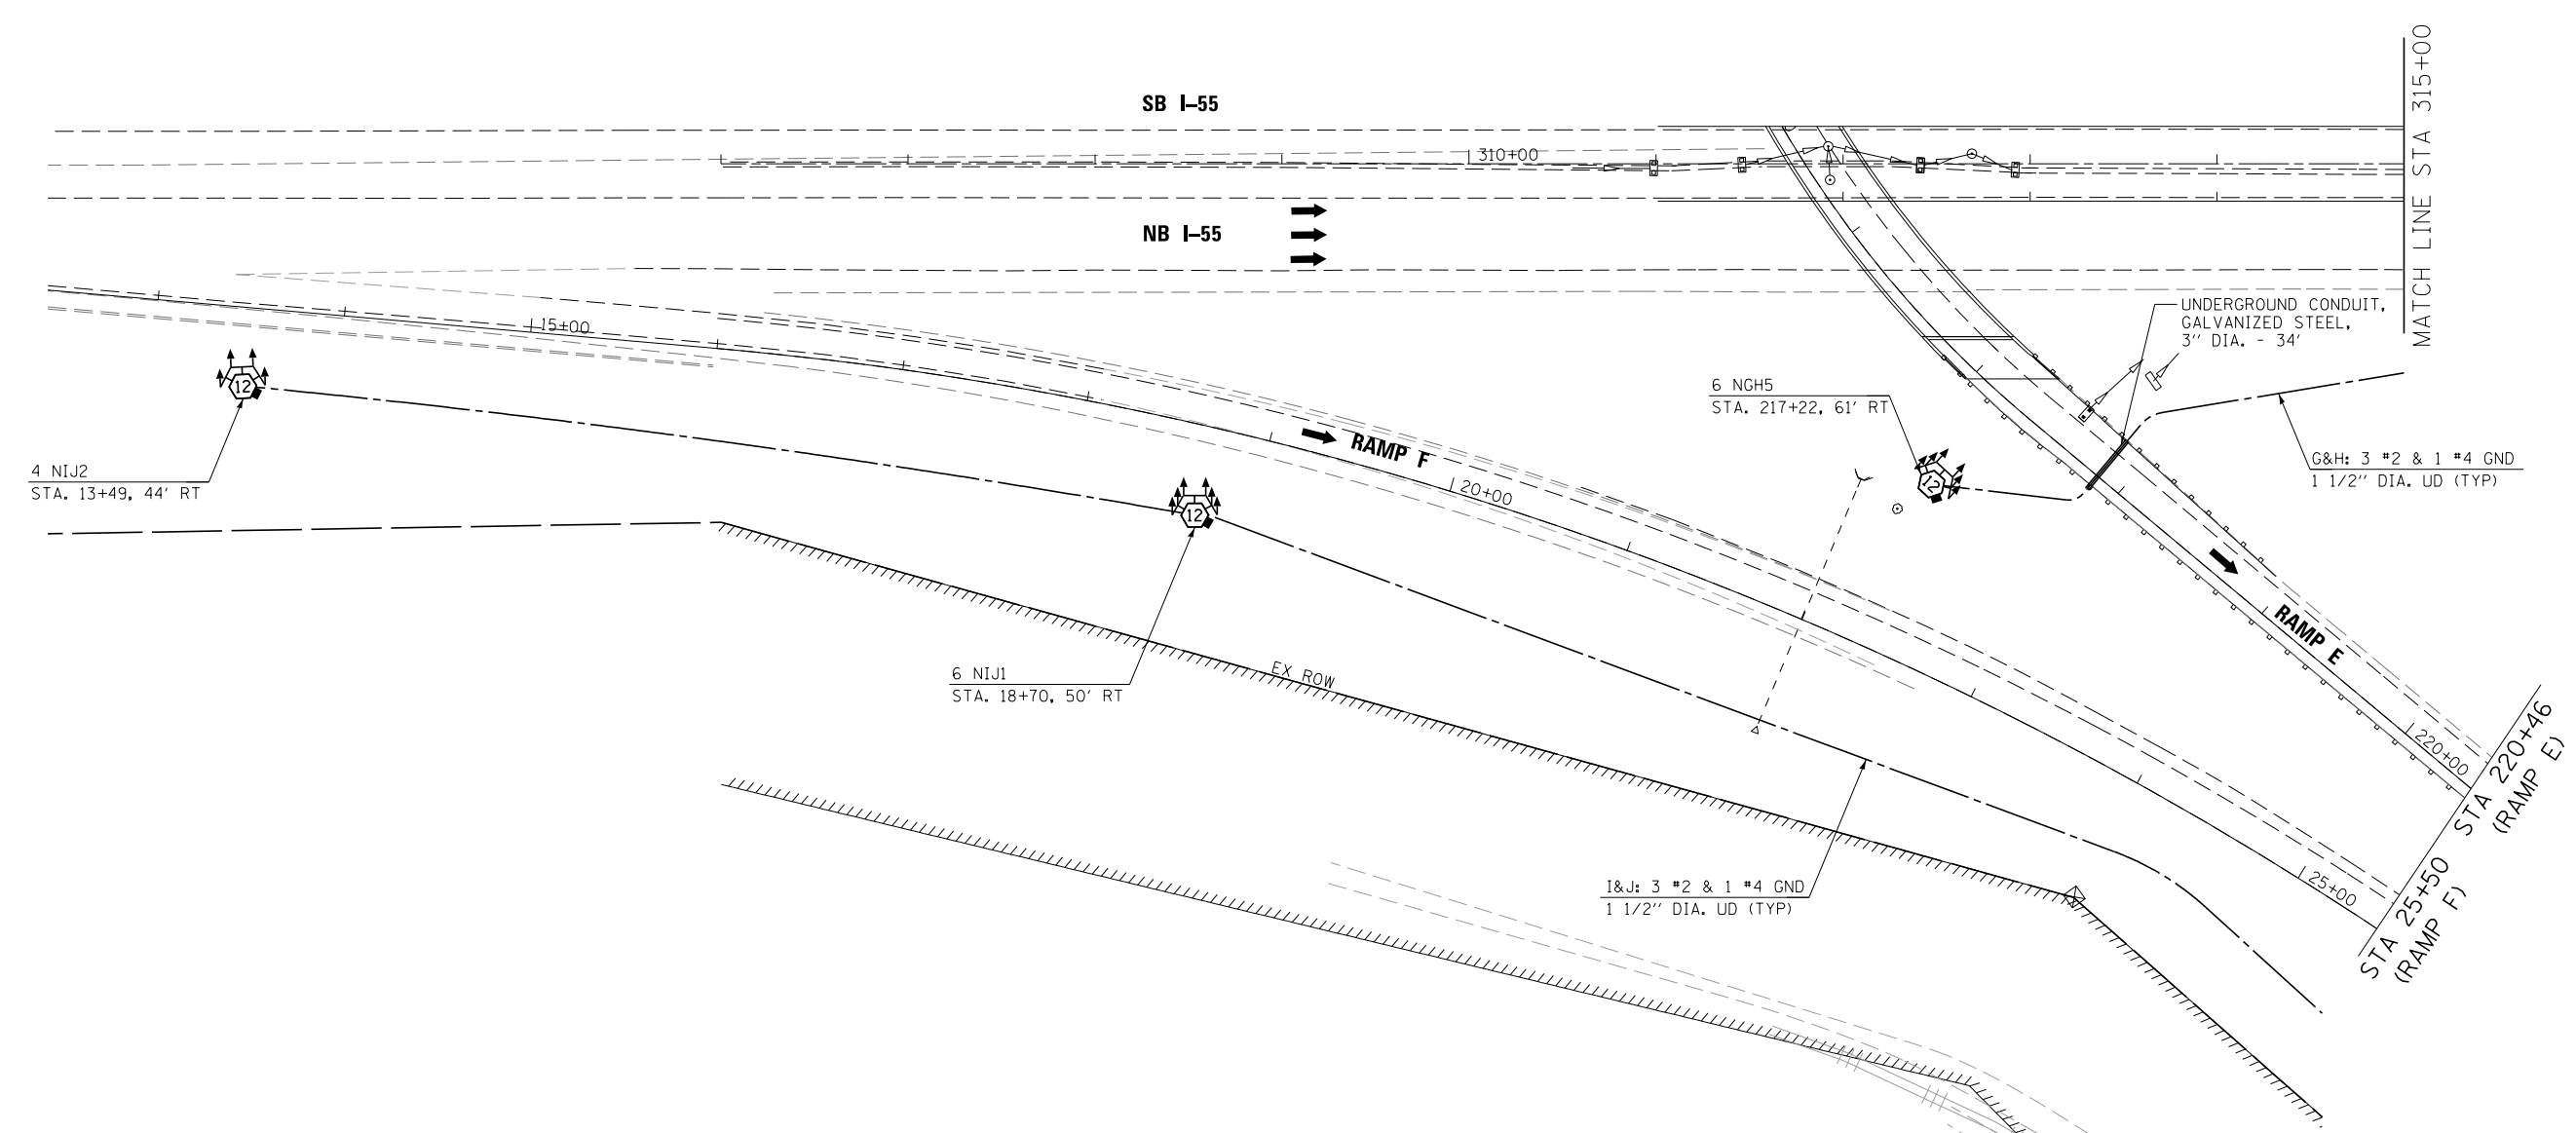 SB I-55
310+00
MATCH LINE STA 315+00
NB I-55
15+00
UNDERGROUND CONDUIT,
GALVANIZED STEEL,
3" DIA. - 34'
12
6 NGH5
STA. 217+22, 61' RT
RAMP F
G&H: 3 #2 & 1 #4 GND
1 1/2" DIA. UD (TYP)
4 NIJ2
STA. 13+49, 44' RT
12
20+00
12
RAMP E
6 NIJ1
STA. 18+70, 50' RT
EX ROW
220+00
STA 220+46
(RAMP E)
I&J: 3 #2 & 1 #4 GND
1 1/2" DIA. UD (TYP)
25+00
STA 25+50
(RAMP F)